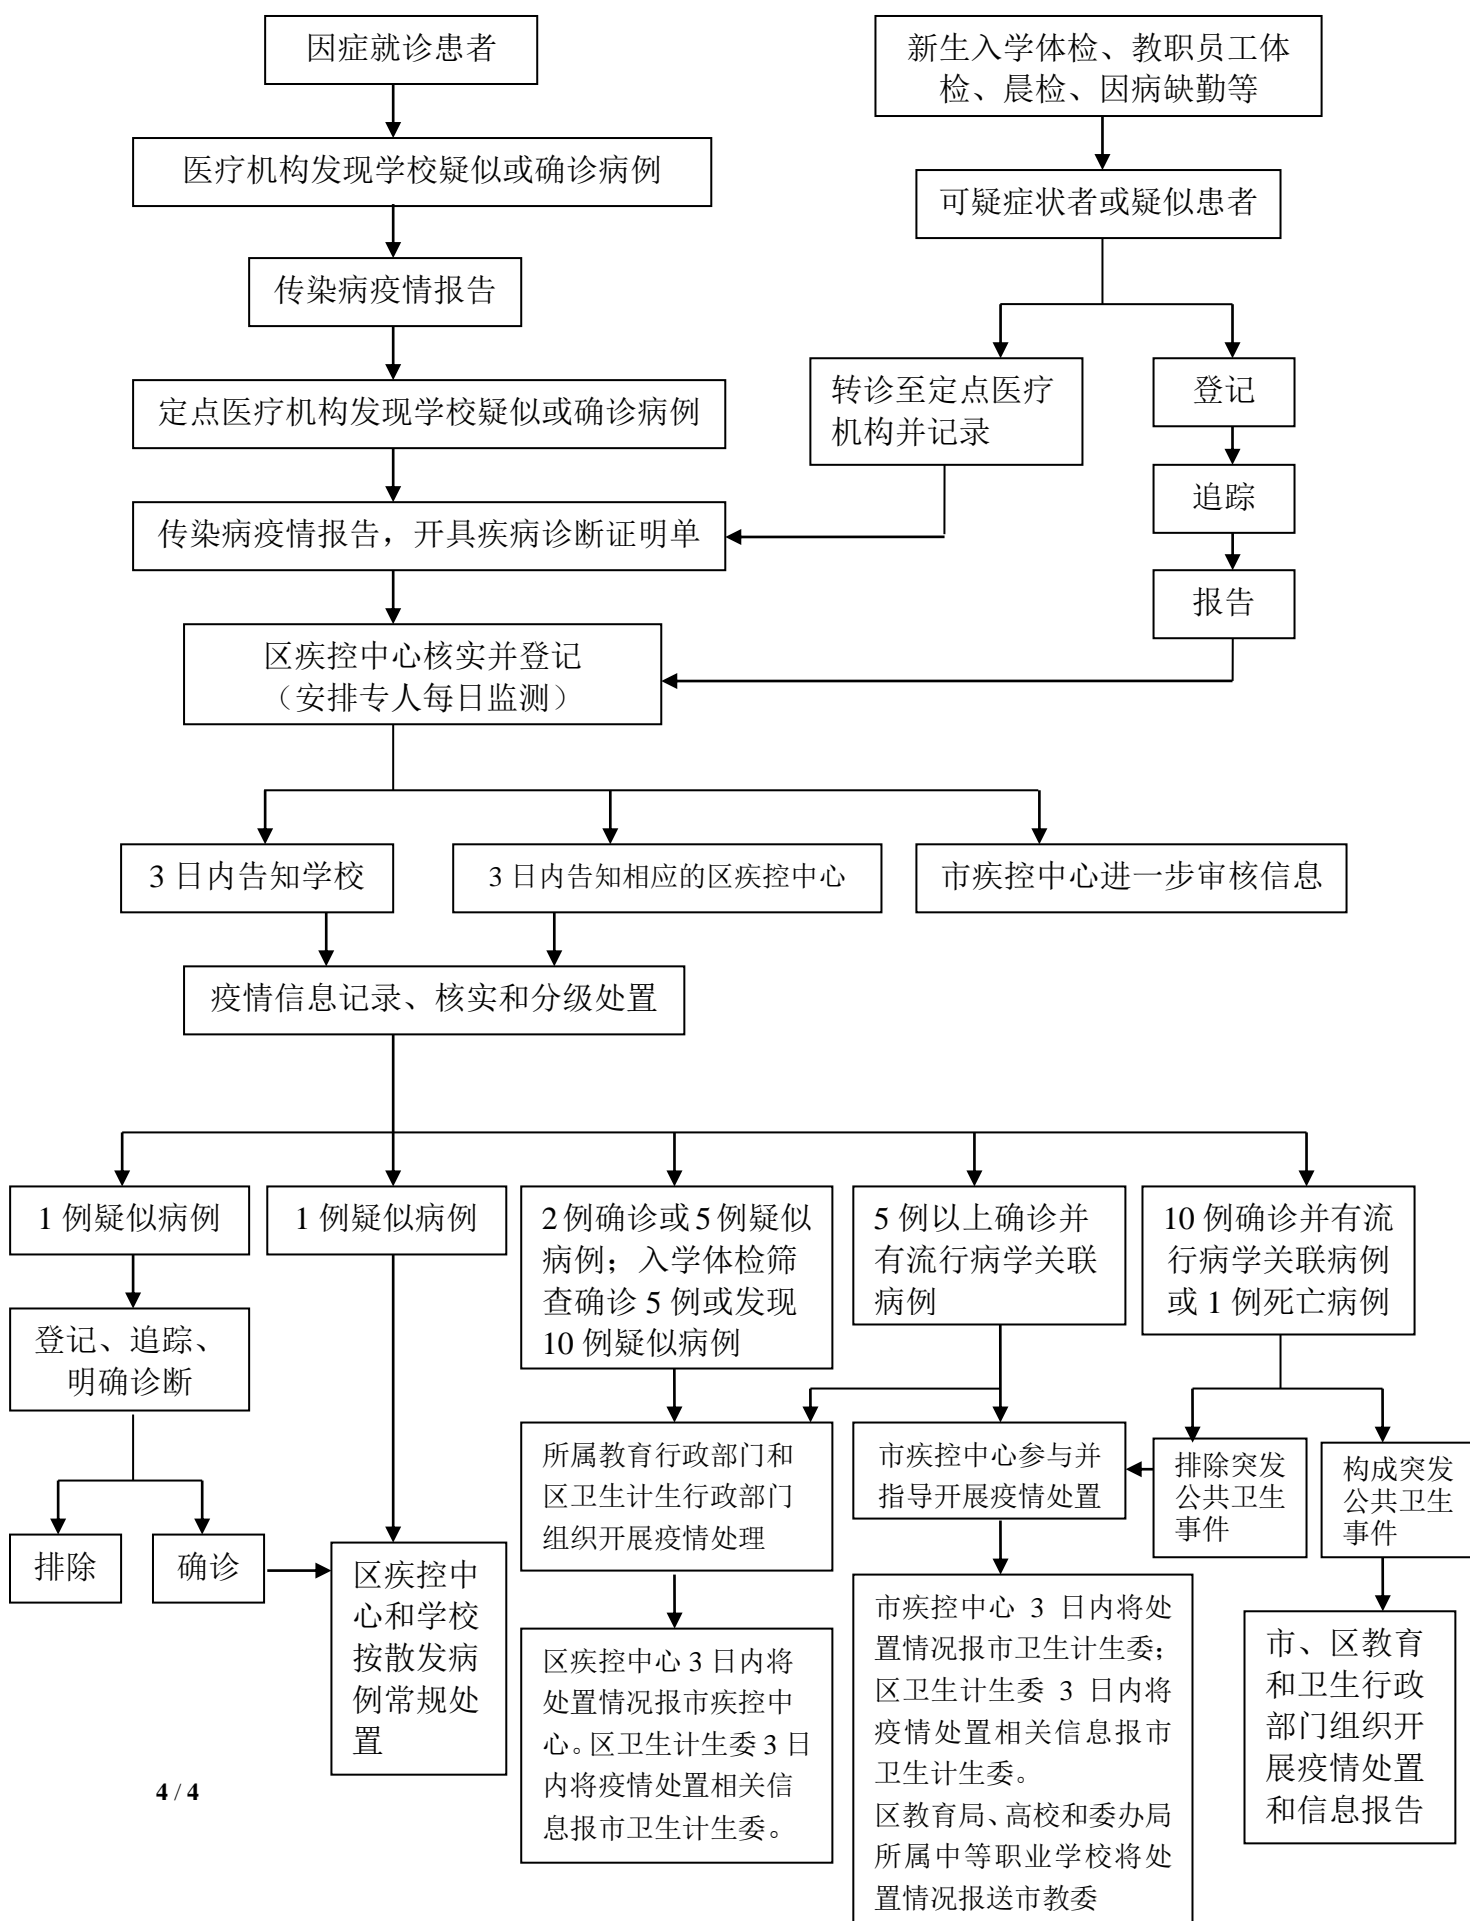 因症就诊患者
新生入学体检、教职员工体
检、晨检、因病缺勤等
医疗机构发现学校疑似或确诊病例
可疑症状者或疑似患者
传染病疫情报告
定点医疗机构发现学校疑似或确诊病例
转诊至定点医疗
机构并记录
登记
追踪
传染病疫情报告，开具疾病诊断证明单
报告
区疾控中心核实并登记
（安排专人每日监测）
3 日内告知学校
3 日内告知相应的区疾控中心
市疾控中心进一步审核信息
疫情信息记录、核实和分级处置
1 例疑似病例
1 例疑似病例
2 例确诊或 5 例疑似
病例；入学体检筛
查确诊 5 例或发现
10 例疑似病例
5 例以上确诊并
有流行病学关联
病例
10 例确诊并有流
行病学关联病例
或 1 例死亡病例
登记、追踪、
明确诊断
所属教育行政部门和
区卫生计生行政部门
组织开展疫情处理
市疾控中心参与并
指导开展疫情处置
排除突发
公共卫生
事件
构成突发
公共卫生
事件
排除
确诊
区疾控中
心和学校
按散发病
例常规处
置
区疾控中心 3 日内将
处置情况报市疾控中
心。区卫生计生委 3 日
内将疫情处置相关信
息报市卫生计生委。
市疾控中心 3 日内将处
置情况报市卫生计生委；
区卫生计生委 3 日内将
疫情处置相关信息报市
卫生计生委。
区教育局、高校和委办局
所属中等职业学校将处
置情况报送市教委
市、区教育
和卫生行政
部门组织开
展疫情处置
和信息报告
4 / 4